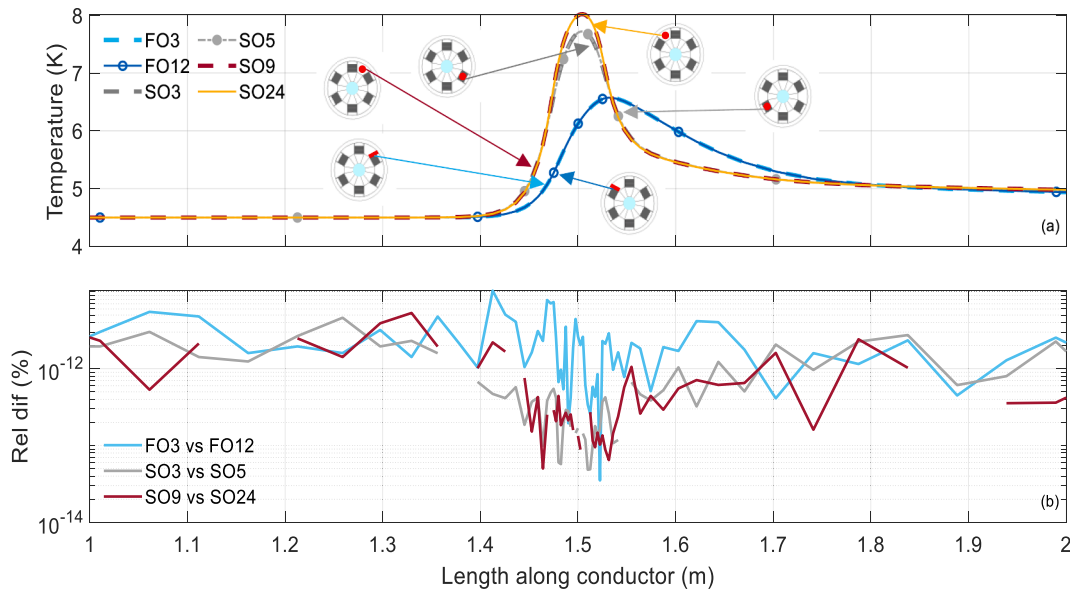 8
7
6
5
4
Temperature (K)
FO3
SO5
FO12
SO9
SO3
SO24
(a)
10-12
10-14
Rel dif (%)
FO3 vs FO12
SO3 vs SO5
SO9 vs SO24
(b)
1 1.1 1.2 1.3 1.4 1.5 1.6 1.7 1.8 1.9 2
Length along conductor (m)